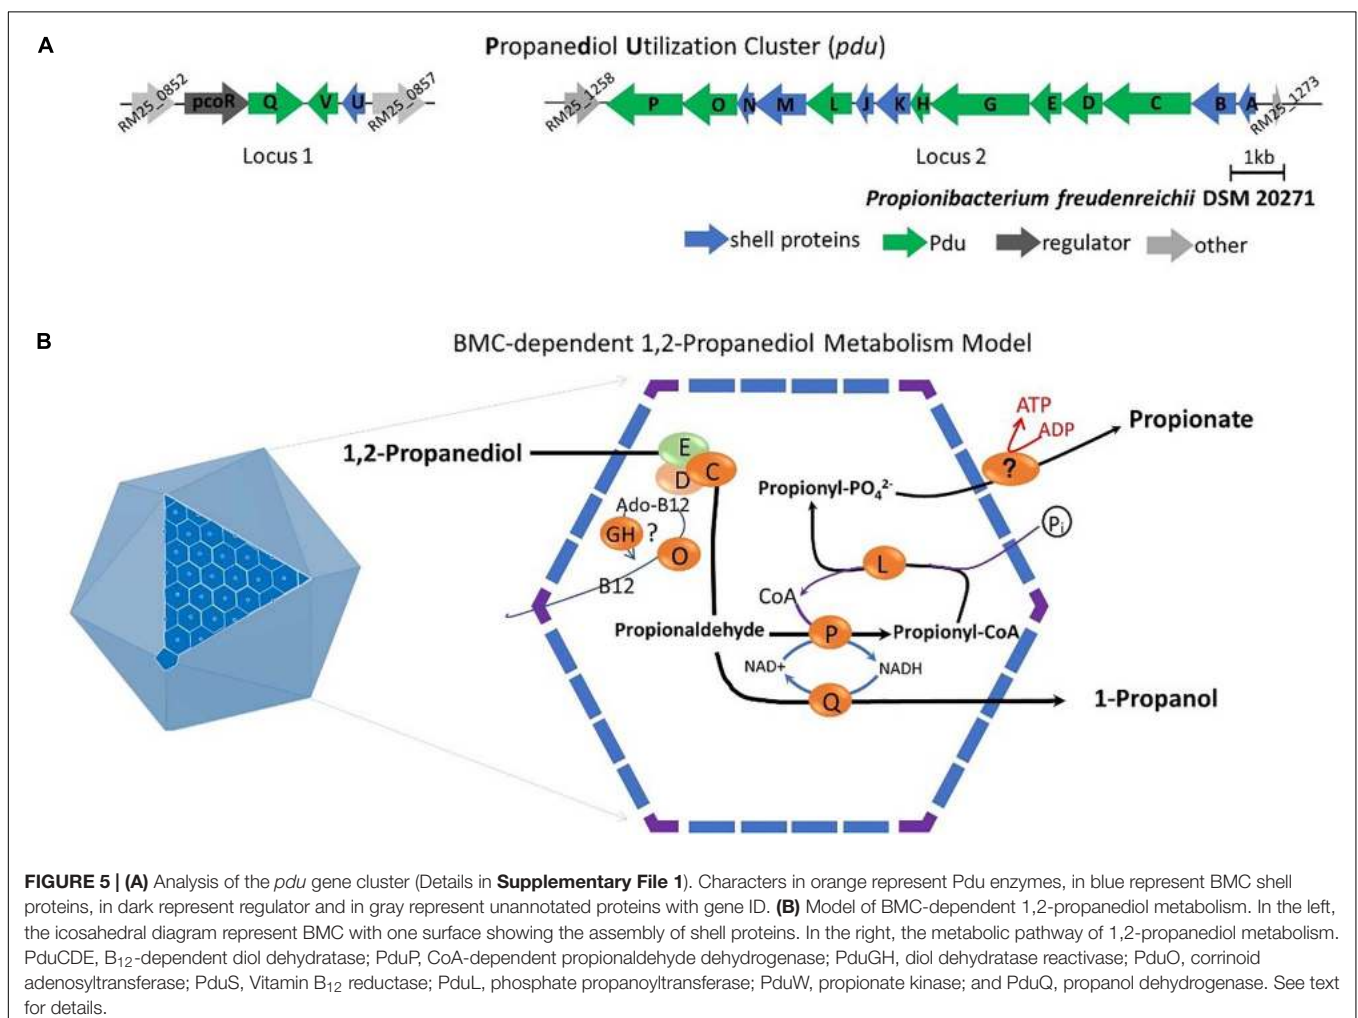 A
Propanediol Utilization Cluster (pdu)
RM25_0852 pcoR Q V U RM25_0857
RM25_1258 P O N M L J K H G E D C B A RM25_1273
Locus 1
Locus 2
1kb
Propionibacterium freudenreichii DSM 20271
shell proteins Pdu regulator other
B
BMC-dependent 1,2-Propanediol Metabolism Model
ATP
ADP
Propionate
1,2-Propanediol
E
D
C
?
Propionyl-PO₄²⁻
Ado-B12
GH ?
O
Pi
L
B12
CoA
Propionaldehyde
P
Propionyl-CoA
NAD+
NADH
Q
1-Propanol
FIGURE 5 | (A) Analysis of the pdu gene cluster (Details in Supplementary File 1). Characters in orange represent Pdu enzymes, in blue represent BMC shell
proteins, in dark represent regulator and in gray represent unannotated proteins with gene ID. (B) Model of BMC-dependent 1,2-propanediol metabolism. In the left,
the icosahedral diagram represent BMC with one surface showing the assembly of shell proteins. In the right, the metabolic pathway of 1,2-propanediol metabolism.
PduCDE, B₁₂-dependent diol dehydratase; PduP, CoA-dependent propionaldehyde dehydrogenase; PduGH, diol dehydratase reactivase; PduO, corrinoid
adenosyltransferase; PduS, Vitamin B₁₂ reductase; PduL, phosphate propanoyltransferase; PduW, propionate kinase; and PduQ, propanol dehydrogenase. See text
for details.